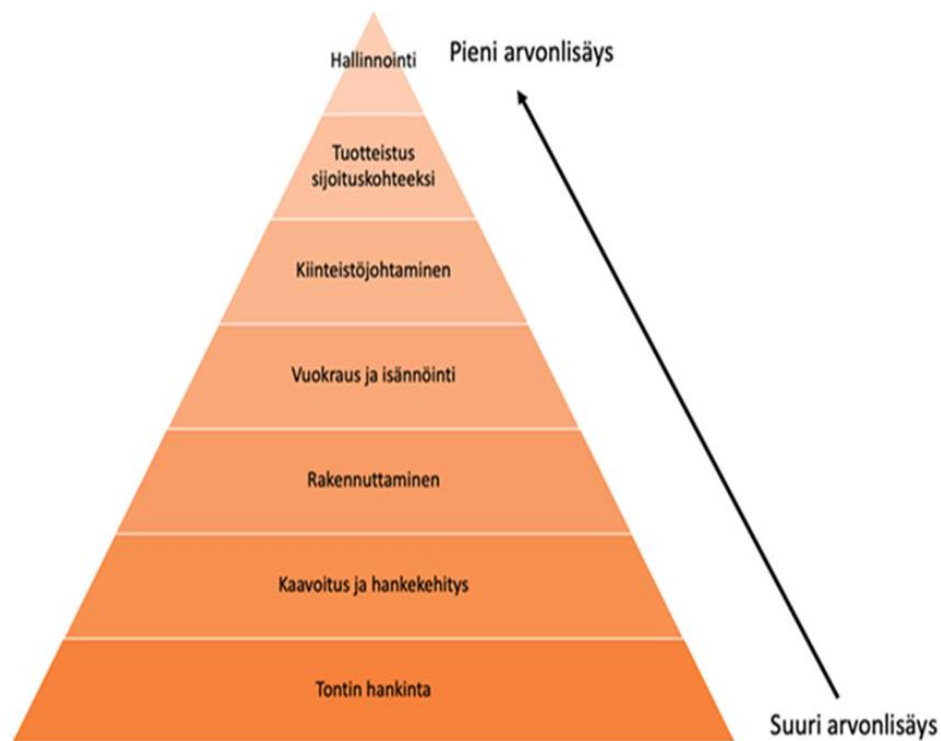 Hallinnointi
Pieni arvonlisäys
Tuotteistus
sijoituskohteeksi
Kiinteistöjohtaminen
Vuokraus ja isännöinti
Rakennuttaminen
Kaavoitus ja hankekehitys
Tontin hankinta
Suuri arvonlisäys